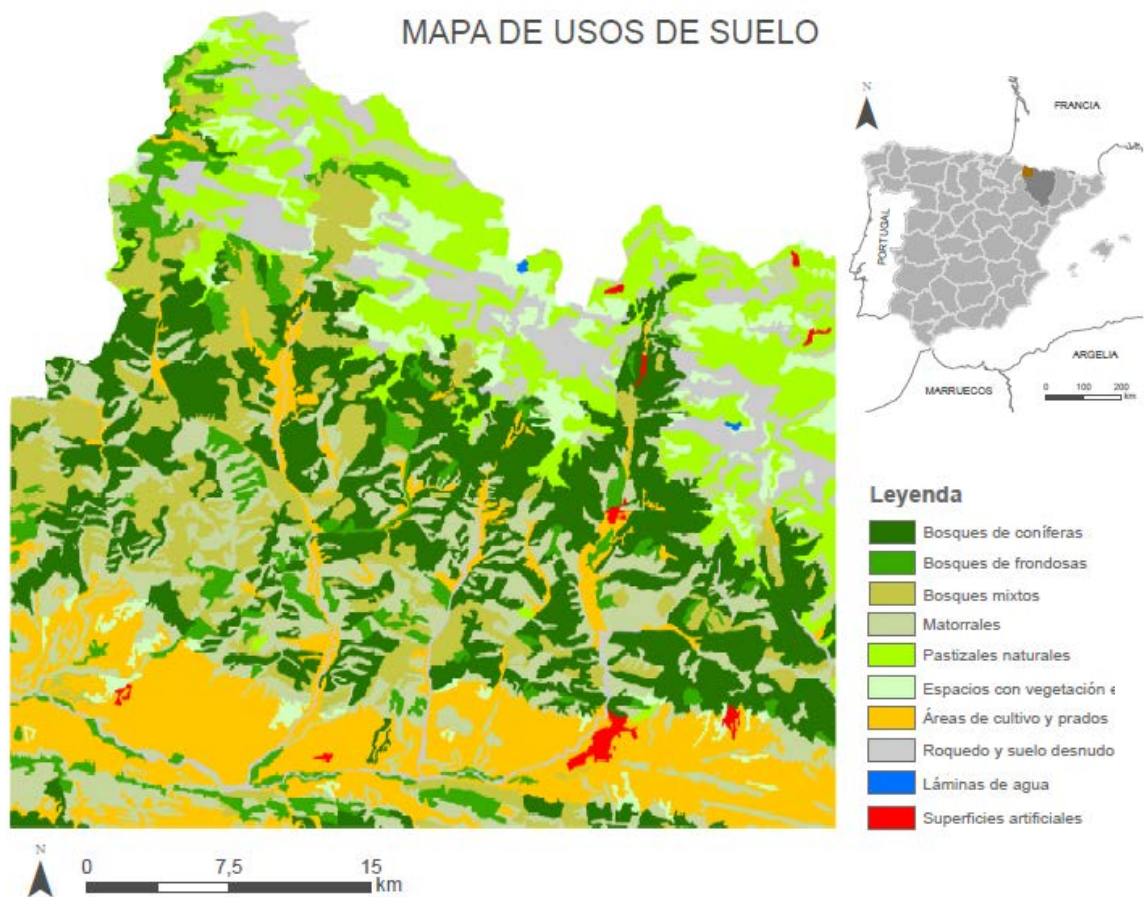 MAPA DE USOS DE SUELO
N
FRANCIA
PORTUGAL
ARGELIA
MARRUECOS
0 100 200
km
Leyenda
Bosques de coníferas
Bosques de frondosas
Bosques mixtos
Matorrales
Pastizales naturales
Espacios con vegetación e
Áreas de cultivo y prados
Roquedo y suelo desnudo
Láminas de agua
Superficies artificiales
N
0 7,5 15
km